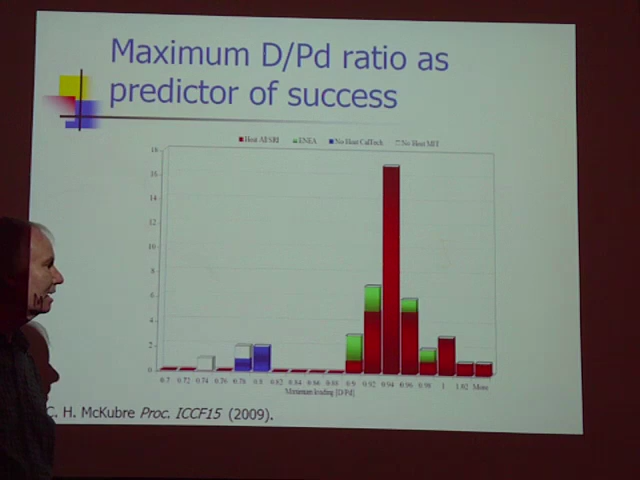 Maximum D/Pd ratio as
predictor of success
Heat All SRI ENEA No Heat CalTech No Heat MIT
18
16
14
12
10
8
6
4
2
0
0.7 0.72 0.74 0.76 0.78 0.8 0.82 0.84 0.86 0.88 0.9 0.92 0.94 0.96 0.98 1 1.02 More
Maximum loading [D/Pd]
C. H. McKubre Proc. ICCF15 (2009).